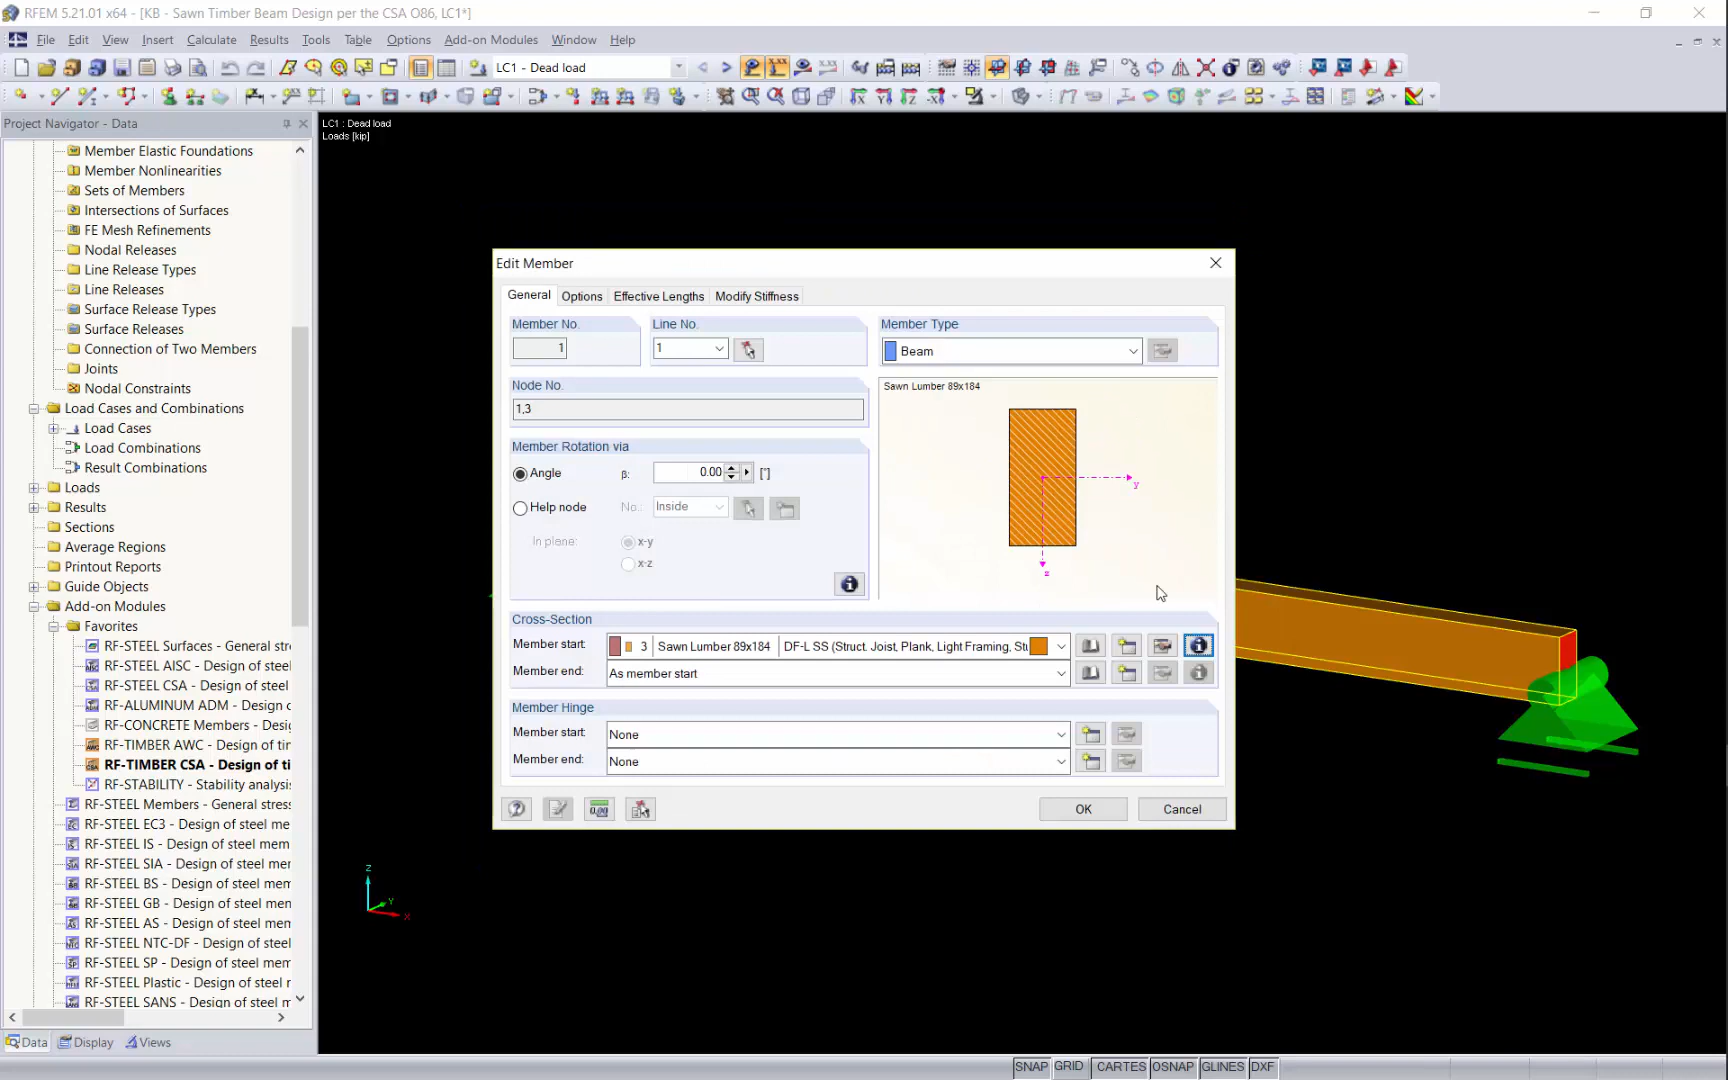 RFEM 5.21.01 x64 - [KB - Sawn Timber Beam Design per the CSA O86, LC1*]
File Edit View Insert Calculate Results Tools Table Options Add-on Modules Window Help
LC1 - Dead load
Project Navigator - Data
Member Elastic Foundations
Member Nonlinearities
Sets of Members
Intersections of Surfaces
FE Mesh Refinements
Nodal Releases
Line Release Types
Line Releases
Surface Release Types
Surface Releases
Connection of Two Members
Joints
Nodal Constraints
Load Cases and Combinations
Load Cases
Load Combinations
Result Combinations
Loads
Results
Sections
Average Regions
Printout Reports
Guide Objects
Add-on Modules
Favorites
RF-STEEL Surfaces - General stre
RF-STEEL AISC - Design of steel
RF-STEEL CSA - Design of steel
RF-ALUMINUM ADM - Design o
RF-CONCRETE Members - Desig
RF-TIMBER AWC - Design of tin
RF-TIMBER CSA - Design of ti
RF-STABILITY - Stability analysis
RF-STEEL Members - General stress
RF-STEEL EC3 - Design of steel me
RF-STEEL IS - Design of steel mem
RF-STEEL SIA - Design of steel mer
RF-STEEL BS - Design of steel mem
RF-STEEL GB - Design of steel mem
RF-STEEL AS - Design of steel mem
RF-STEEL NTC-DF - Design of steel
RF-STEEL SP - Design of steel mem
RF-STEEL Plastic - Design of steel r
RF-STEEL SANS - Design of steel m
Data Display Views
LC1 : Dead load
Loads [kip]
Edit Member
General Options Effective Lengths Modify Stiffness
Member No. Line No. Member Type
1 1 Beam
Node No.
1,3
Sawn Lumber 89x184
y
z
Member Rotation via
Angle β: 0.00 [°]
Help node No.: Inside
In plane: x-y
x-z
Cross-Section
Member start: 3 Sawn Lumber 89x184 DF-L SS (Struct. Joist, Plank, Light Framing, Stu
Member end: As member start
Member Hinge
Member start: None
Member end: None
0.00
OK Cancel
Z
Y
X
SNAP GRID CARTES OSNAP GLINES DXF